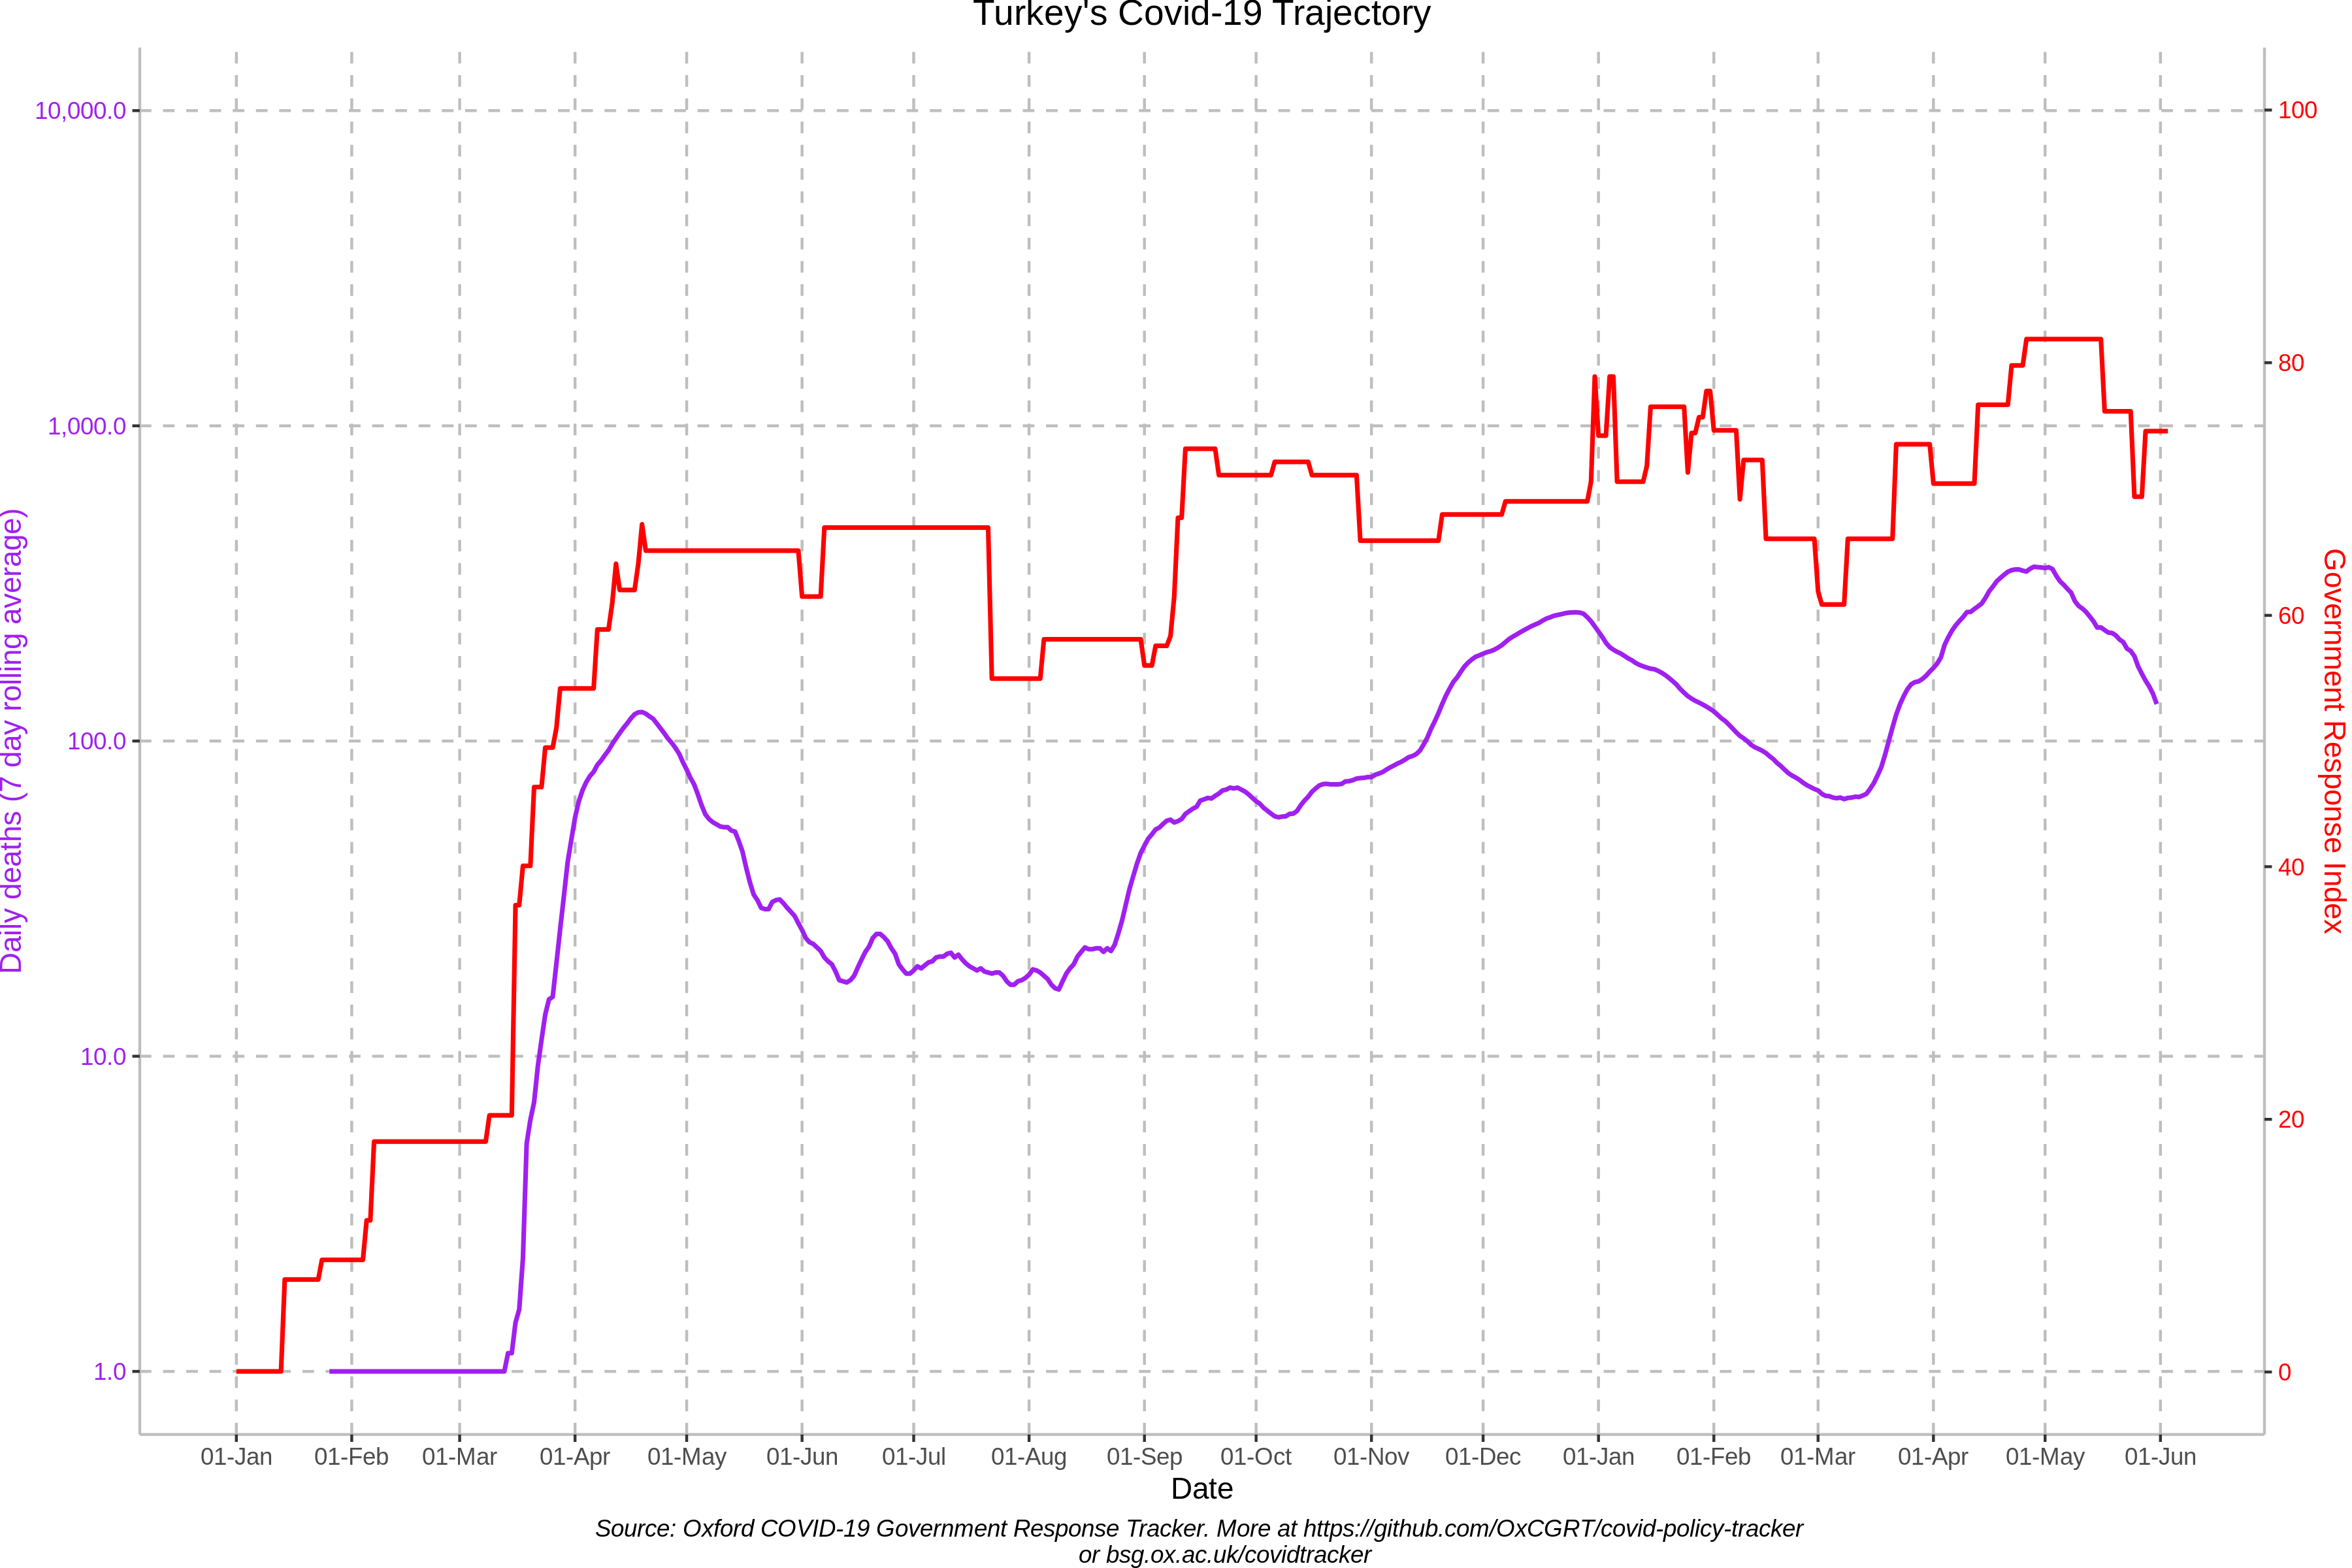 Turkey's Covid-19 Trajectory
10,000.0
1,000.0
100.0
10.0
1.0
Daily deaths (7 day rolling average)
100
80
60
40
20
0
Government Response Index
01-Jan 01-Feb 01-Mar 01-Apr 01-May 01-Jun 01-Jul 01-Aug 01-Sep 01-Oct 01-Nov 01-Dec 01-Jan 01-Feb 01-Mar 01-Apr 01-May 01-Jun
Date
Source: Oxford COVID-19 Government Response Tracker. More at https://github.com/OxCGRT/covid-policy-tracker
or bsg.ox.ac.uk/covidtracker